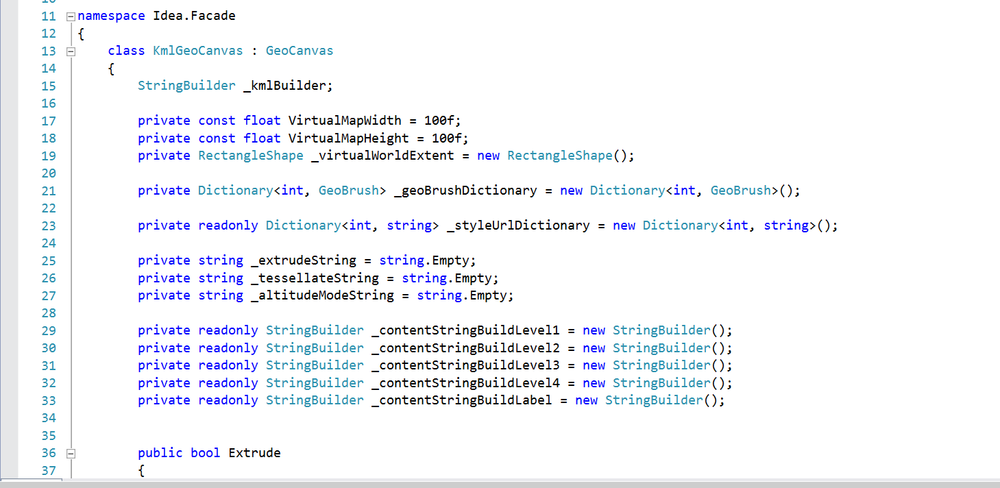 11 namespace Idea.Facade
12 {
13 class KmlGeoCanvas : GeoCanvas
14 {
15 StringBuilder _kmlBuilder;
16
17 private const float VirtualMapWidth = 100f;
18 private const float VirtualMapHeight = 100f;
19 private RectangleShape _virtualWorldExtent = new RectangleShape();
20
21 private Dictionary<int, GeoBrush> _geoBrushDictionary = new Dictionary<int, GeoBrush>();
22
23 private readonly Dictionary<int, string> _styleUrlDictionary = new Dictionary<int, string>();
24
25 private string _extrudeString = string.Empty;
26 private string _tessellateString = string.Empty;
27 private string _altitudeModeString = string.Empty;
28
29 private readonly StringBuilder _contentStringBuildLevel1 = new StringBuilder();
30 private readonly StringBuilder _contentStringBuildLevel2 = new StringBuilder();
31 private readonly StringBuilder _contentStringBuildLevel3 = new StringBuilder();
32 private readonly StringBuilder _contentStringBuildLevel4 = new StringBuilder();
33 private readonly StringBuilder _contentStringBuildLabel = new StringBuilder();
34
35
36 public bool Extrude
37 {